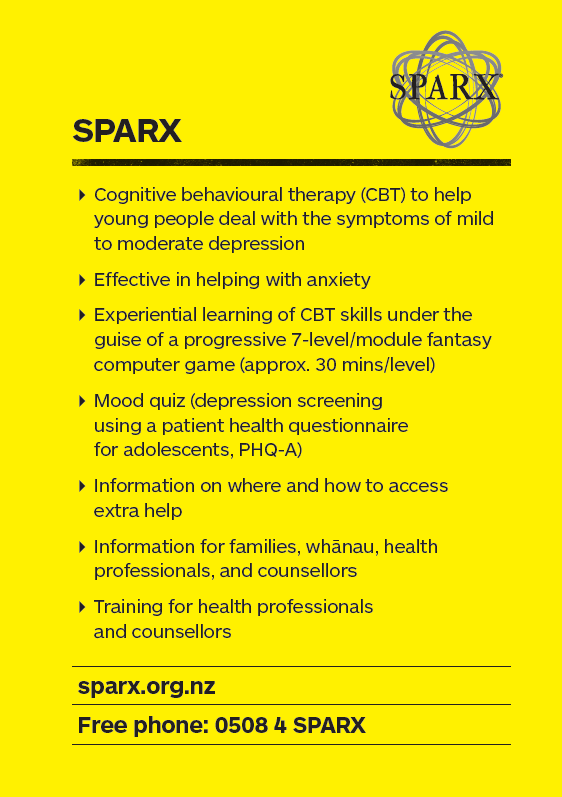 SPARX®
SPARX
Cognitive behavioural therapy (CBT) to help
young people deal with the symptoms of mild
to moderate depression
Effective in helping with anxiety
Experiential learning of CBT skills under the
guise of a progressive 7-level/module fantasy
computer game (approx. 30 mins/level)
Mood quiz (depression screening
using a patient health questionnaire
for adolescents, PHQ-A)
Information on where and how to access
extra help
Information for families, whānau, health
professionals, and counsellors
Training for health professionals
and counsellors
sparx.org.nz
Free phone: 0508 4 SPARX